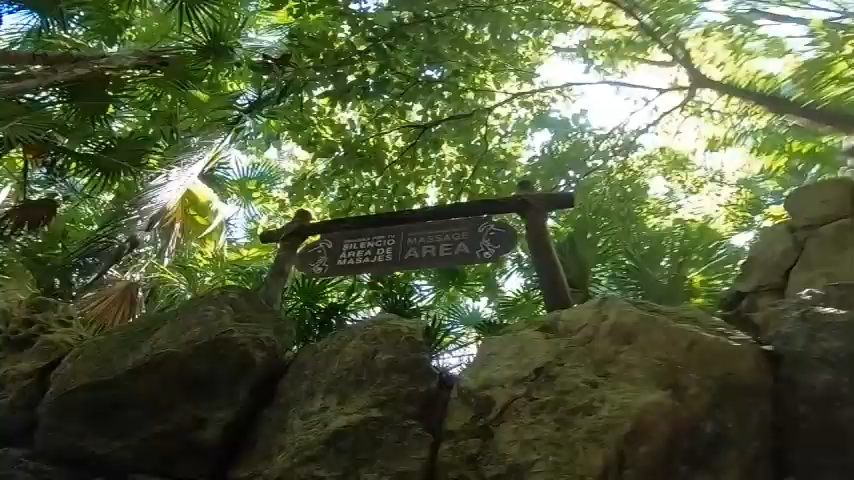 SILENCIO
ÁREA DE
MASAJES
MASSAGE
AREA